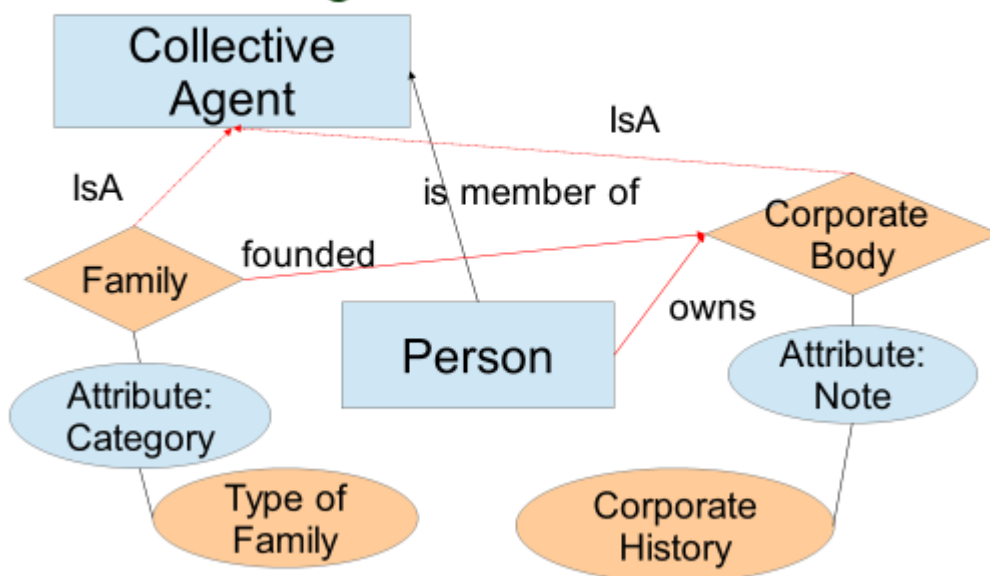 Collective
Agent
IsA
IsA
is member of
Corporate
Body
founded
Family
owns
Person
Attribute:
Note
Attribute:
Category
Type of
Family
Corporate
History